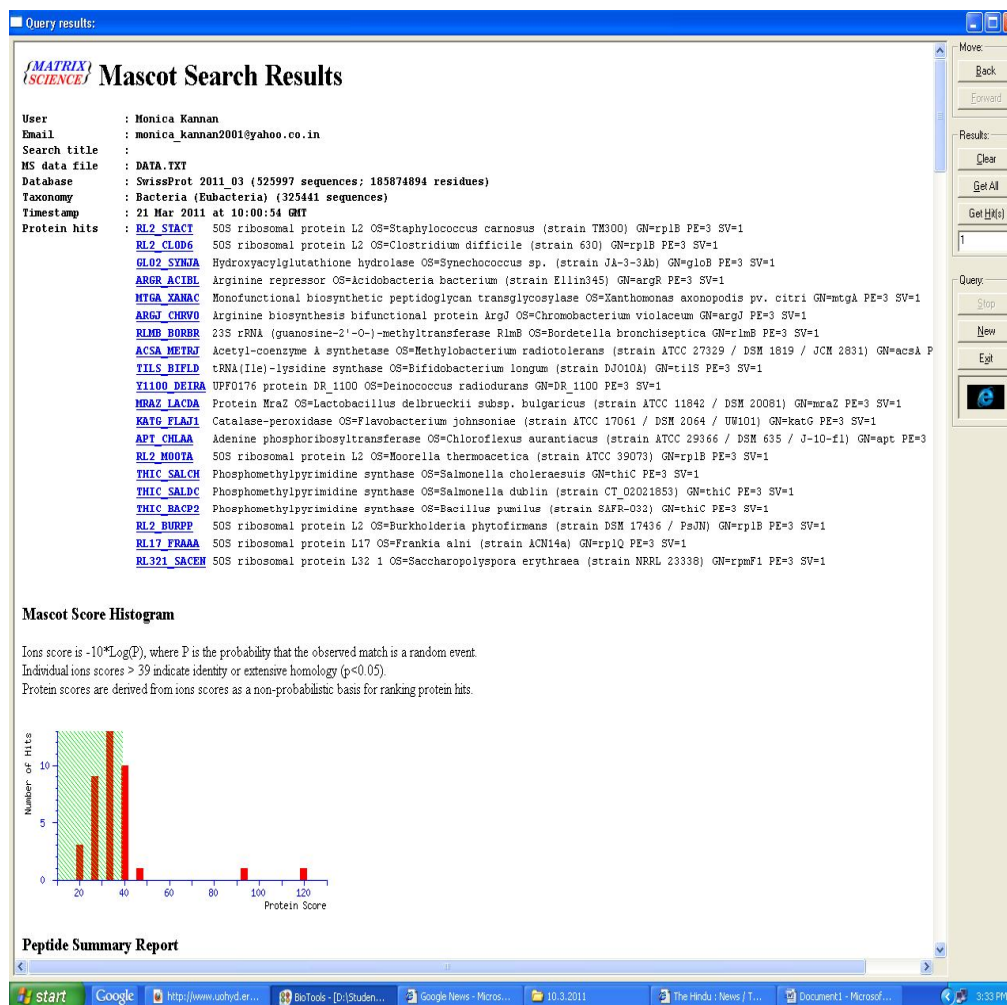 Query results:
{MATRIX SCIENCE} Mascot Search Results
User : Monica Kannan
Email : monica_kannan2001@yahoo.co.in
Search title :
MS data file : DATA.TXT
Database : SwissProt 2011_03 (525997 sequences; 185874894 residues)
Taxonomy : Bacteria (Eubacteria) (325441 sequences)
Timestamp : 21 Mar 2011 at 10:00:54 GMT
Protein hits : RL2_STACT 50S ribosomal protein L2 OS=Staphylococcus carnosus (strain TM300) GN=rplB PE=3 SV=1
RL2_CLOD6 50S ribosomal protein L2 OS=Clostridium difficile (strain 630) GN=rplB PE=3 SV=1
GLO2_SYNJA Hydroxyacylglutathione hydrolase OS=Synechococcus sp. (strain JA-3-3Ab) GN=gloB PE=3 SV=1
ARGR_ACIBL Arginine repressor OS=Acidobacteria bacterium (strain Ellin345) GN=argR PE=3 SV=1
MTGA_XANAC Monofunctional biosynthetic peptidoglycan transglycosylase OS=Xanthomonas axonopodis pv. citri GN=mtgA PE=3 SV=1
ARGJ_CHRVO Arginine biosynthesis bifunctional protein ArgJ OS=Chromobacterium violaceum GN=argJ PE=3 SV=1
RLMB_BORBR 23S rRNA (guanosine-2'-O-)-methyltransferase RlmB OS=Bordetella bronchiseptica GN=rlmB PE=3 SV=1
ACSA_METRJ Acetyl-coenzyme A synthetase OS=Methylobacterium radiotolerans (strain ATCC 27329 / DSM 1819 / JCM 2831) GN=acsA P
TILS_BIFLD tRNA(Ile)-lysidine synthase OS=Bifidobacterium longum (strain DJO10A) GN=tilS PE=3 SV=1
Y1100_DEIRA UPF0176 protein DR_1100 OS=Deinococcus radiodurans GN=DR_1100 PE=3 SV=1
MRAZ_LACDA Protein MraZ OS=Lactobacillus delbrueckii subsp. bulgaricus (strain ATCC 11842 / DSM 20081) GN=mraZ PE=3 SV=1
KATG_FLAJ1 Catalase-peroxidase OS=Flavobacterium johnsoniae (strain ATCC 17061 / DSM 2064 / UW101) GN=katG PE=3 SV=1
APT_CHLAA Adenine phosphoribosyltransferase OS=Chloroflexus aurantiacus (strain ATCC 29366 / DSM 635 / J-10-fl) GN=apt PE=3
RL2_MOOTA 50S ribosomal protein L2 OS=Moorella thermoacetica (strain ATCC 39073) GN=rplB PE=3 SV=1
THIC_SALCH Phosphomethylpyrimidine synthase OS=Salmonella choleraesuis GN=thiC PE=3 SV=1
THIC_SALDC Phosphomethylpyrimidine synthase OS=Salmonella dublin (strain CT_02021853) GN=thiC PE=3 SV=1
THIC_BACP2 Phosphomethylpyrimidine synthase OS=Bacillus pumilus (strain SAFR-032) GN=thiC PE=3 SV=1
RL2_BURPP 50S ribosomal protein L2 OS=Burkholderia phytofirmans (strain DSM 17436 / PsJN) GN=rplB PE=3 SV=1
RL17_FRAAA 50S ribosomal protein L17 OS=Frankia alni (strain ACN14a) GN=rplQ PE=3 SV=1
RL321_SACEN 50S ribosomal protein L32 1 OS=Saccharopolyspora erythraea (strain NRRL 23338) GN=rpmF1 PE=3 SV=1
Mascot Score Histogram
Ions score is -10*Log(P), where P is the probability that the observed match is a random event.
Individual ions scores > 39 indicate identity or extensive homology (p<0.05).
Protein scores are derived from ions scores as a non-probabilistic basis for ranking protein hits.
Number of Hits
10
5
0
20 40 60 80 100 120
Protein Score
Peptide Summary Report
Move:
Back
Forward
Results:
Clear
Get All
Get Hit(s)
1
Query:
Stop
New
Exit
start Google http://www.uohyd.er... BioTools - [D:\Studen... Google News - Micros... 10.3.2011 The Hindu : News / T... Document1 - Microsof... 3:33 PM